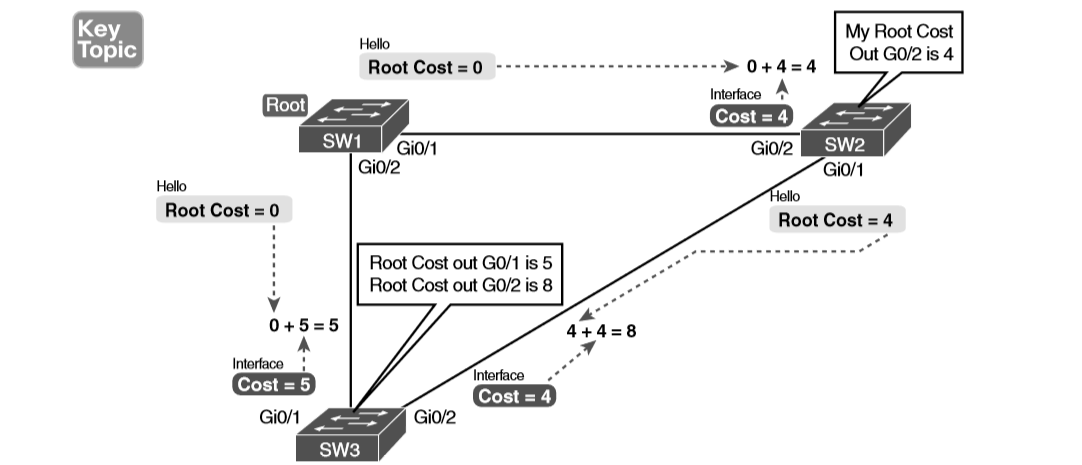 Key
Topic
Hello
Root Cost = 0
0 + 4 = 4
My Root Cost
Out G0/2 is 4
Interface
Cost = 4
Root
SW1
Gi0/1
Gi0/2
Gi0/2
SW2
Gi0/1
Hello
Root Cost = 0
Hello
Root Cost = 4
Root Cost out G0/1 is 5
Root Cost out G0/2 is 8
0 + 5 = 5
4 + 4 = 8
Interface
Cost = 5
Interface
Cost = 4
Gi0/1
Gi0/2
SW3